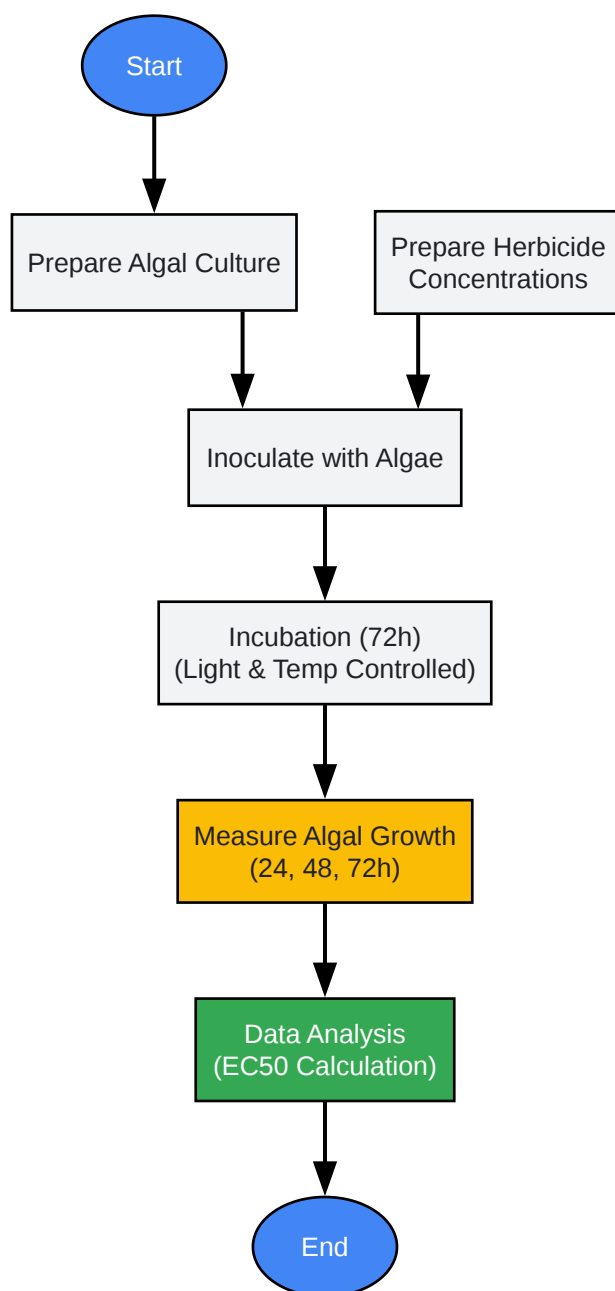 Start
Prepare Algal Culture
Prepare Herbicide
Concentrations
Inoculate with Algae
Incubation (72h)
(Light & Temp Controlled)
Measure Algal Growth
(24, 48, 72h)
Data Analysis
(EC50 Calculation)
End